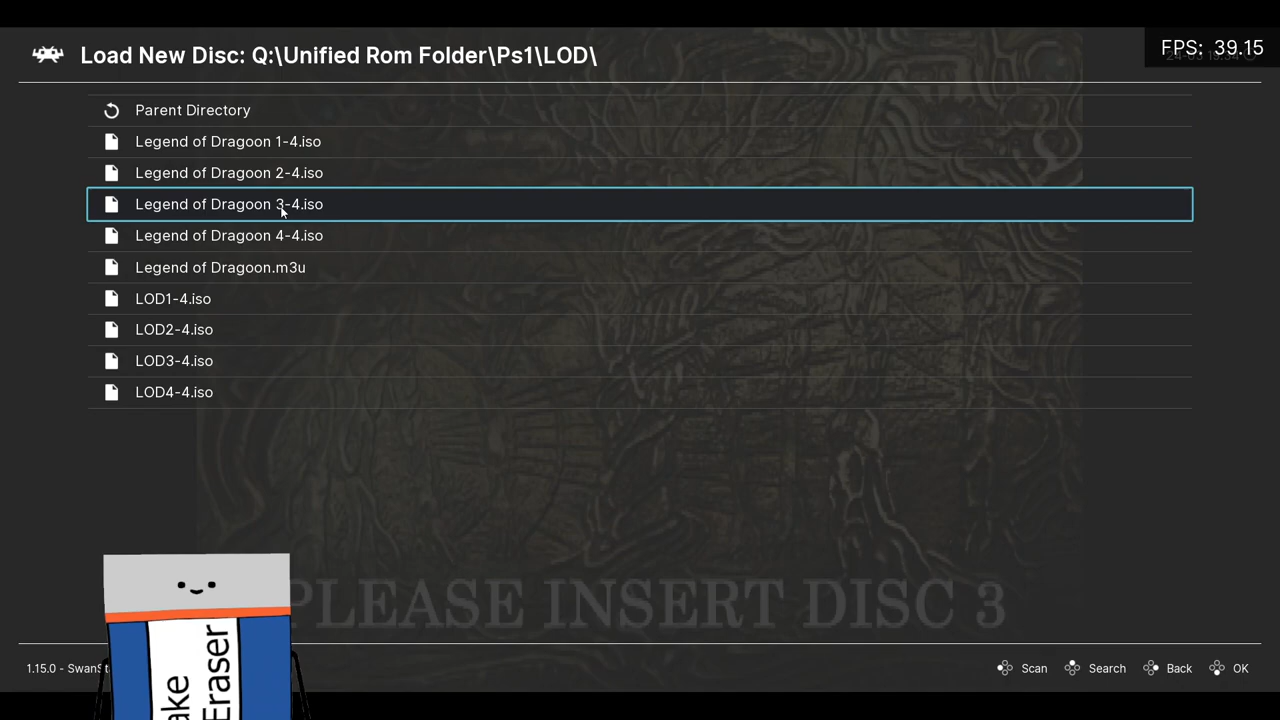 Load New Disc: Q:\Unified Rom Folder\Ps1\LOD\
FPS: 39.15
Parent Directory
Legend of Dragoon 1-4.iso
Legend of Dragoon 2-4.iso
Legend of Dragoon 3-4.iso
Legend of Dragoon 4-4.iso
Legend of Dragoon.m3u
LOD1-4.iso
LOD2-4.iso
LOD3-4.iso
LOD4-4.iso
PLEASE INSERT DISC 3
1.15.0 - SwanSt
Scan
Search
Back
OK
ake
Eraser